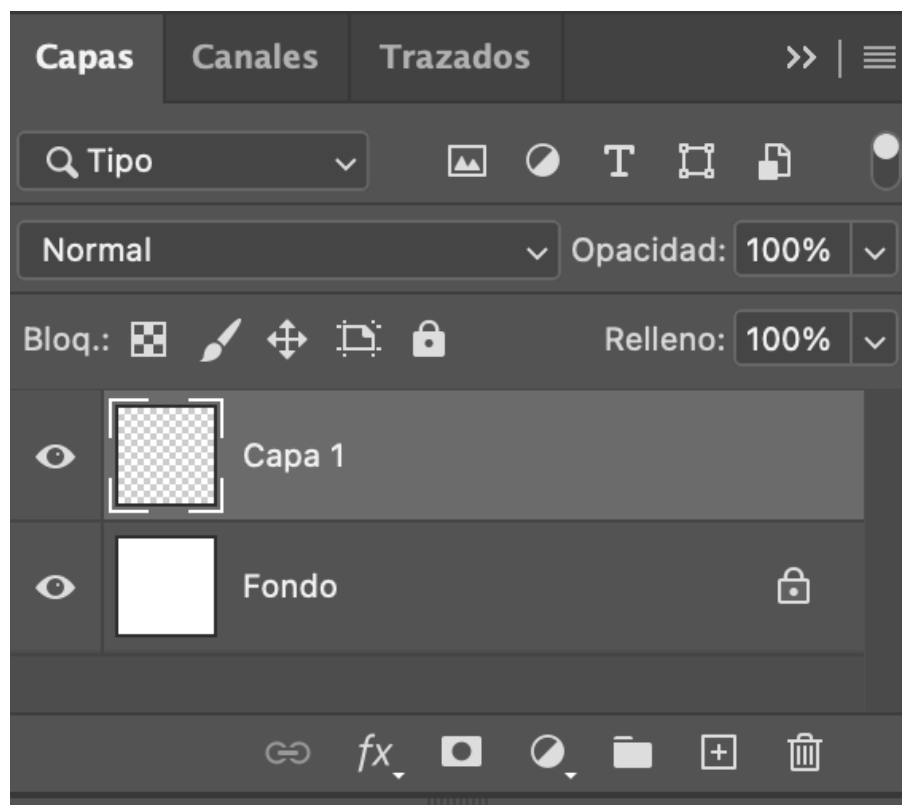 Capas Canales Trazados
Tipo
Normal Opacidad: 100%
Bloq.: Relleno: 100%
Capa 1
Fondo
fx